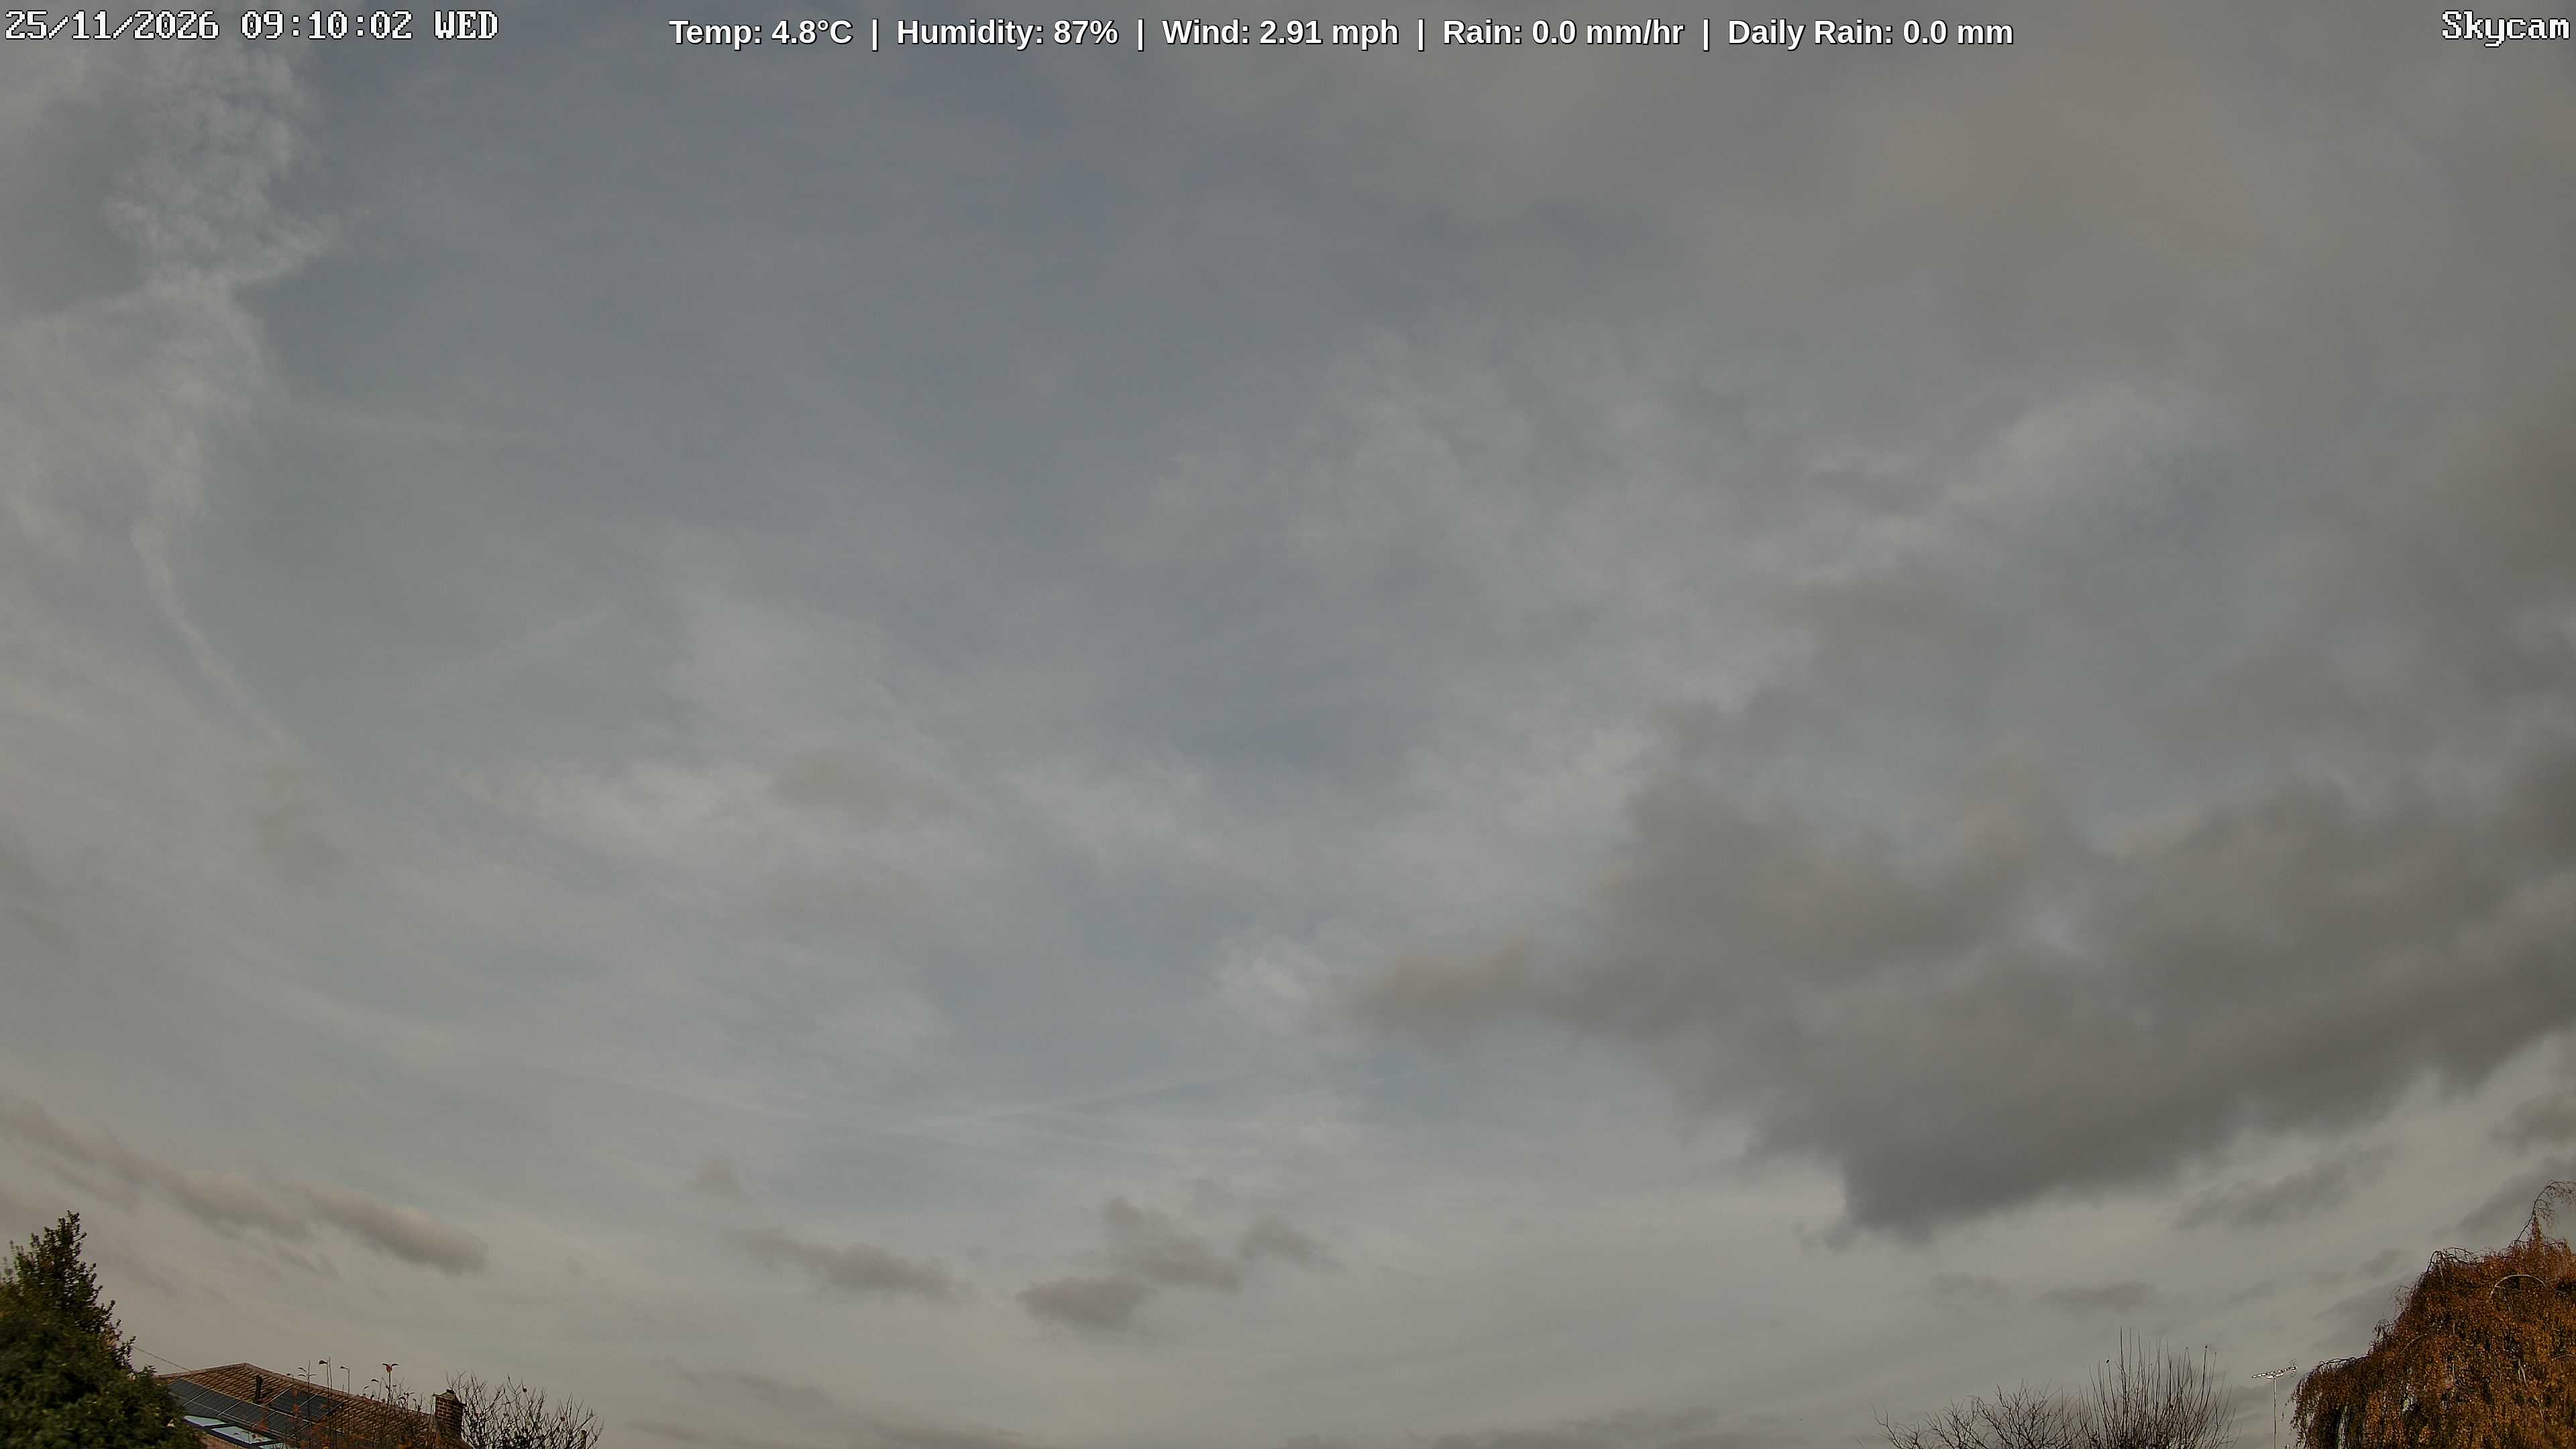 25/11/2026 09:10:02 WED
Temp: 4.8°C | Humidity: 87% | Wind: 2.91 mph | Rain: 0.0 mm/hr | Daily Rain: 0.0 mm
Skycam